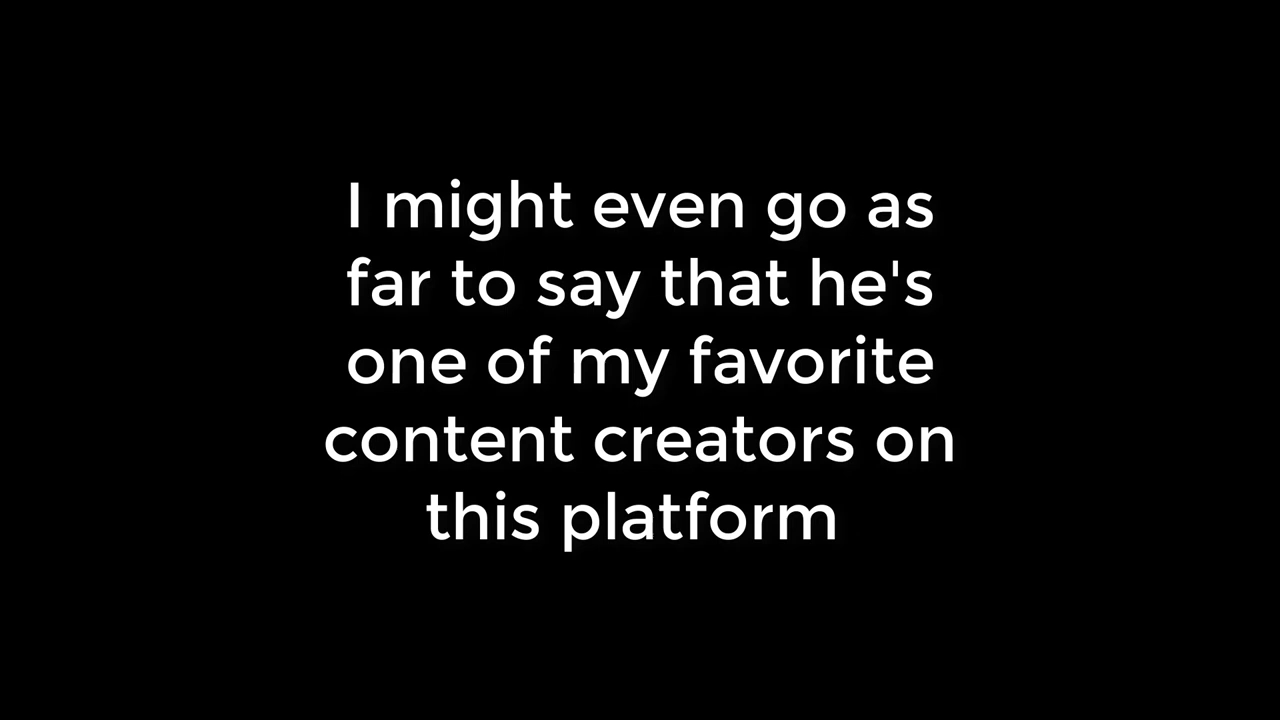 I might even go as
far to say that he's
one of my favorite
content creators on
this platform